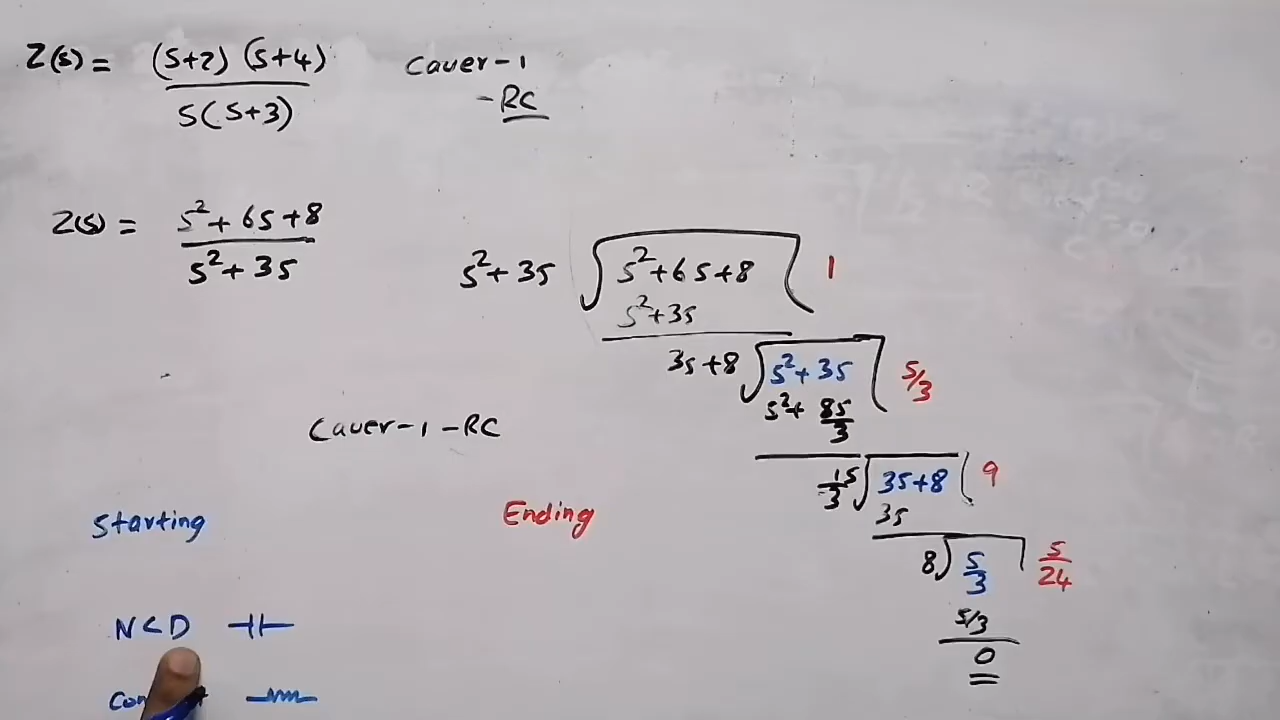 Z(s) = (s+2) (s+4) / s(s+3)
Cauer-1
- RC
Z(s) = s²+6s+8 / s²+3s
s²+3s ) s²+6s+8 ( 1
s²+3s
3s+8 ) s²+3s ( s/3
s²+ 8s/3
1/3 s ) 3s+8 ( 9
3s
8 ) s/3 s/24
s/3
0
Cauer-1-RC
Starting
Ending
N<D